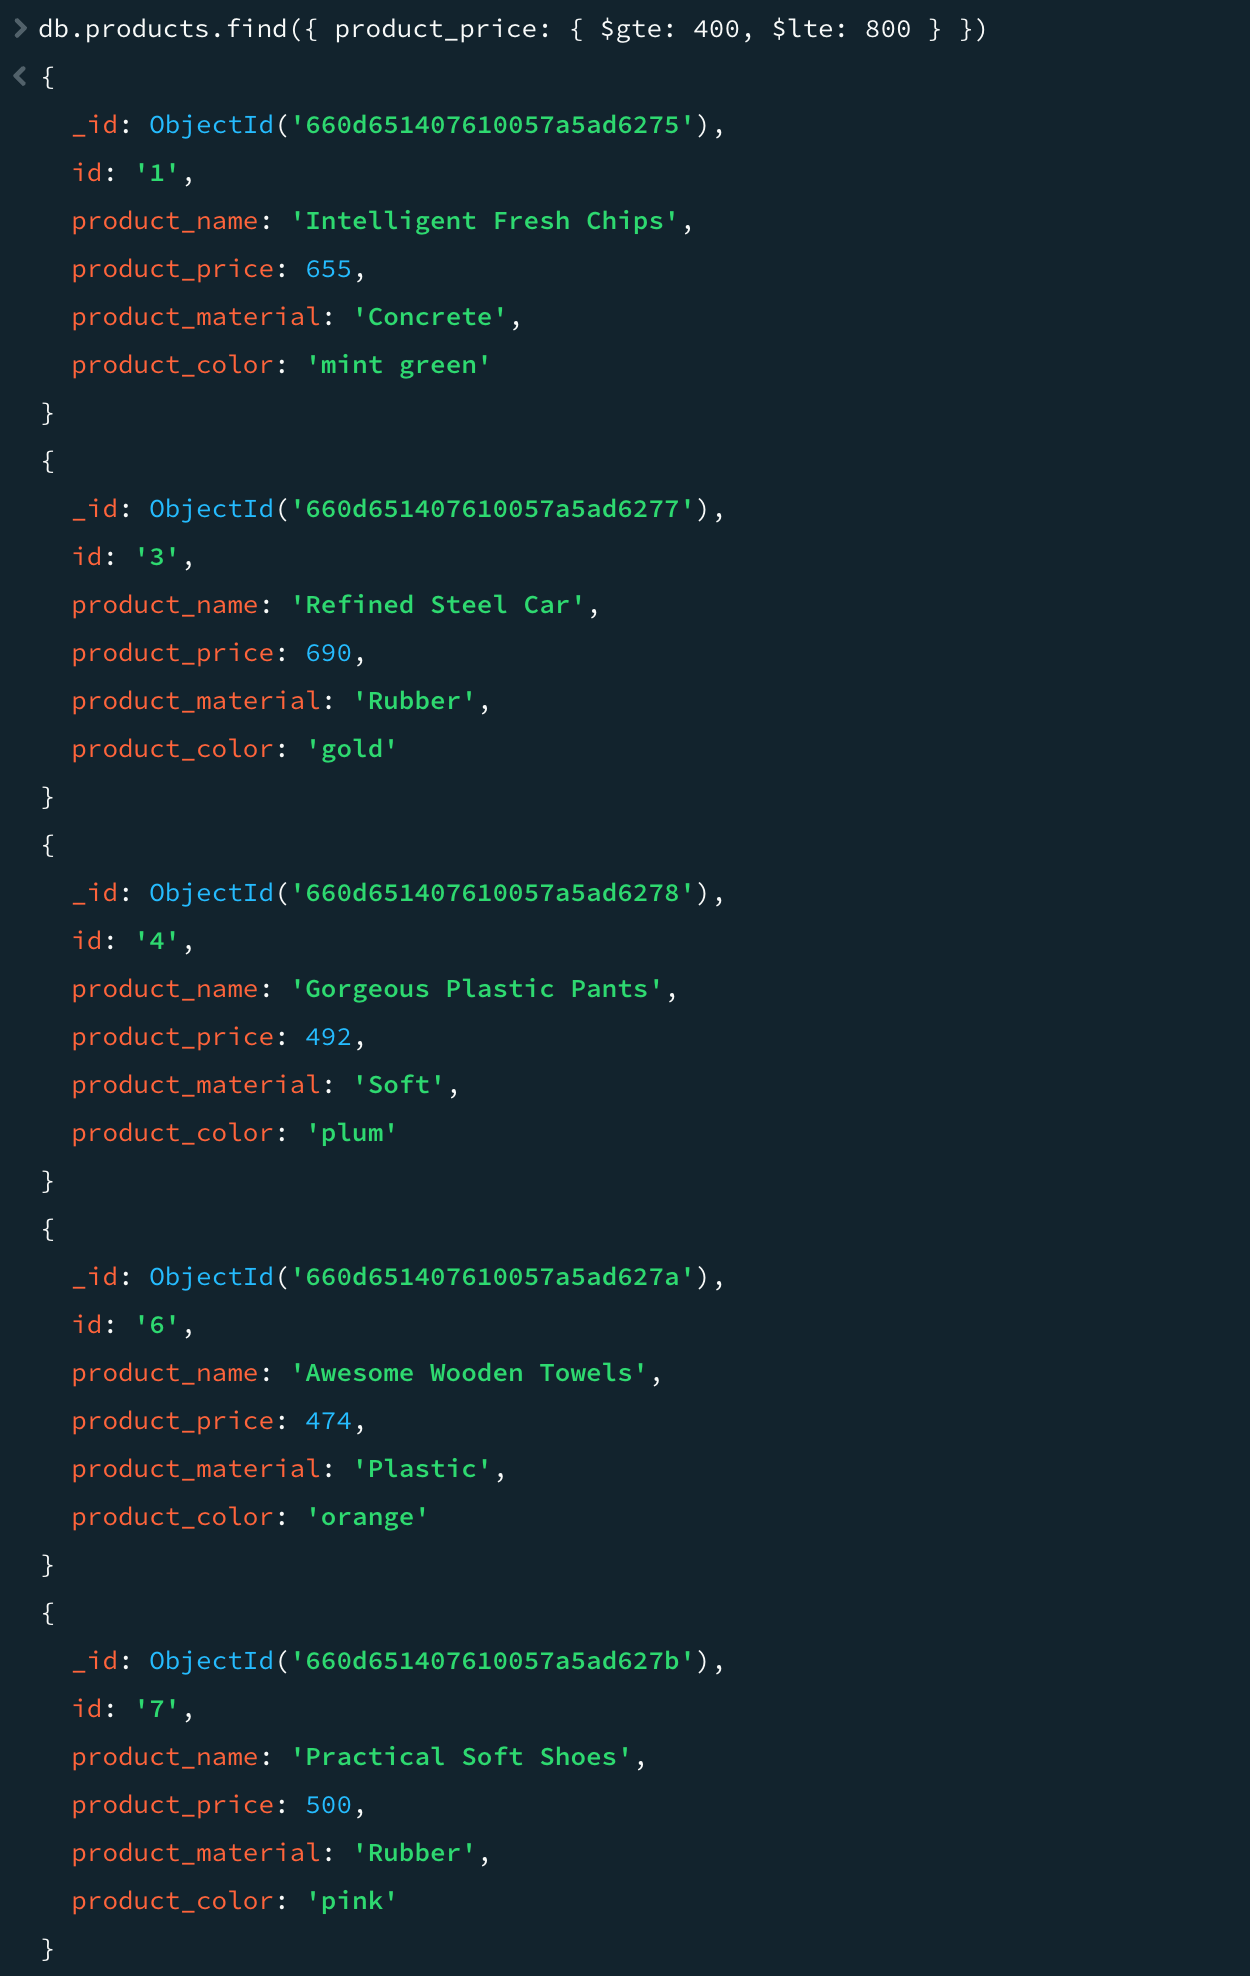 db.products.find({ product_price: { $gte: 400, $lte: 800 } })
{
_id: ObjectId('660d651407610057a5ad6275'),
id: '1',
product_name: 'Intelligent Fresh Chips',
product_price: 655,
product_material: 'Concrete',
product_color: 'mint green'
}
{
_id: ObjectId('660d651407610057a5ad6277'),
id: '3',
product_name: 'Refined Steel Car',
product_price: 690,
product_material: 'Rubber',
product_color: 'gold'
}
{
_id: ObjectId('660d651407610057a5ad6278'),
id: '4',
product_name: 'Gorgeous Plastic Pants',
product_price: 492,
product_material: 'Soft',
product_color: 'plum'
}
{
_id: ObjectId('660d651407610057a5ad627a'),
id: '6',
product_name: 'Awesome Wooden Towels',
product_price: 474,
product_material: 'Plastic',
product_color: 'orange'
}
{
_id: ObjectId('660d651407610057a5ad627b'),
id: '7',
product_name: 'Practical Soft Shoes',
product_price: 500,
product_material: 'Rubber',
product_color: 'pink'
}